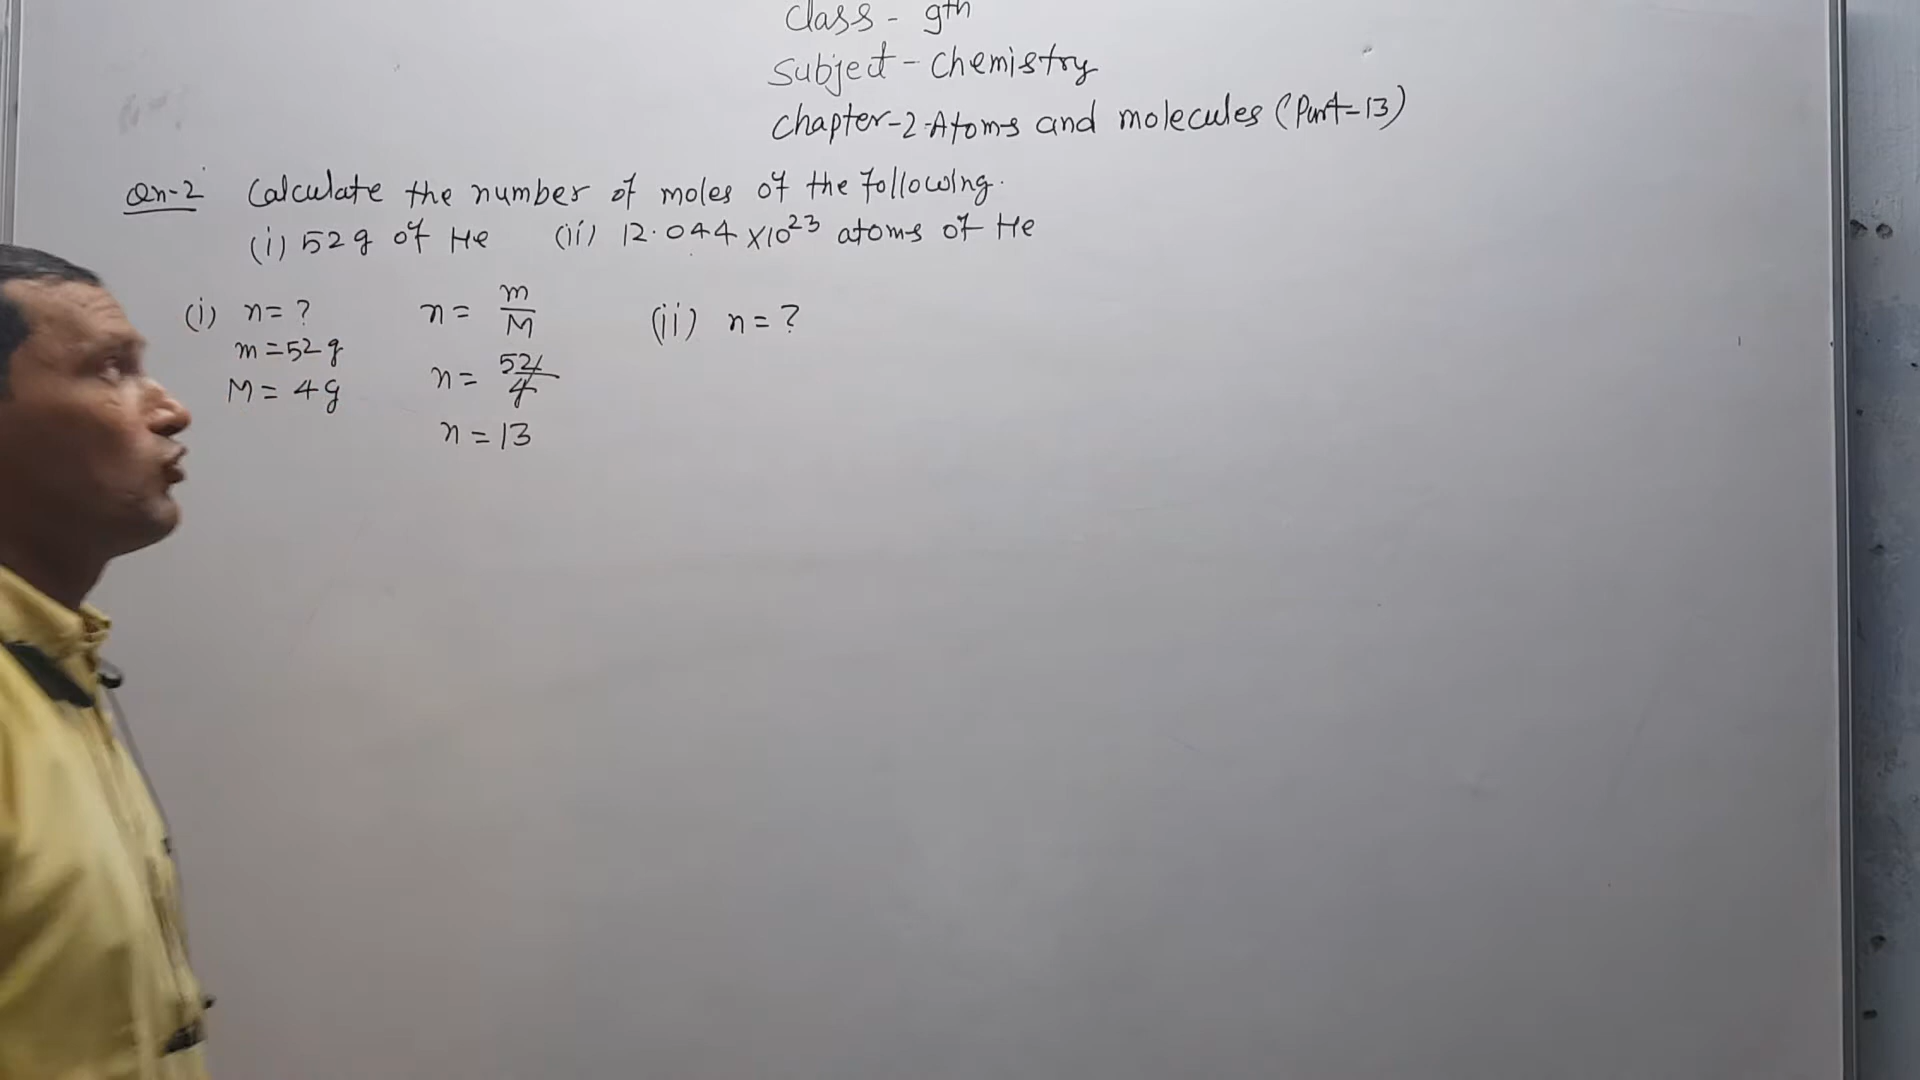 Class - 9th
Subject - Chemistry
Chapter-2-Atoms and molecules (Part-13)
Qn-2 Calculate the number of moles of the following.
(i) 52g of He (ii) 12.044 ×10²³ atoms of He
(i) n = ?
m = 52g
M = 4g
n = m/M
n = 52/4
n = 13
(ii) n = ?